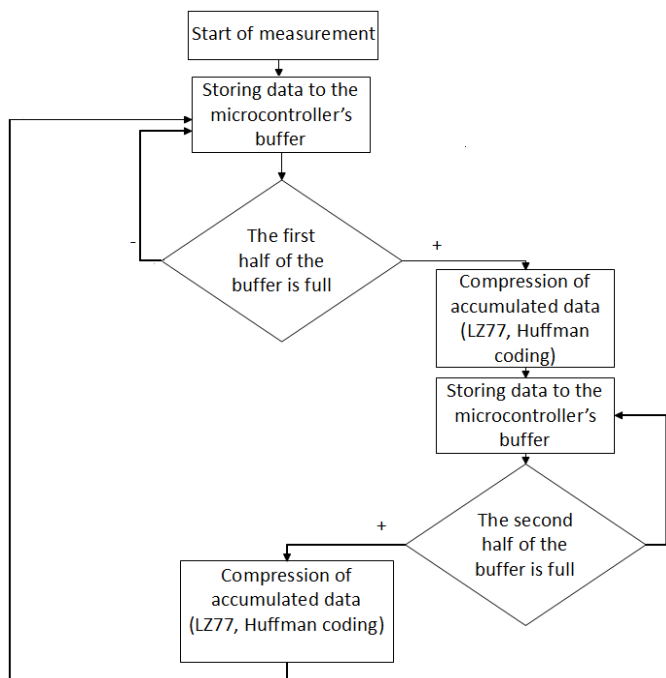 Start of measurement
Storing data to the
microcontroller's
buffer
The first
half of the
buffer is full
-
+
Compression of
accumulated data
(LZ77, Huffman
coding)
Storing data to the
microcontroller's
buffer
The second
half of the
buffer is full
+
Compression of
accumulated data
(LZ77, Huffman coding)